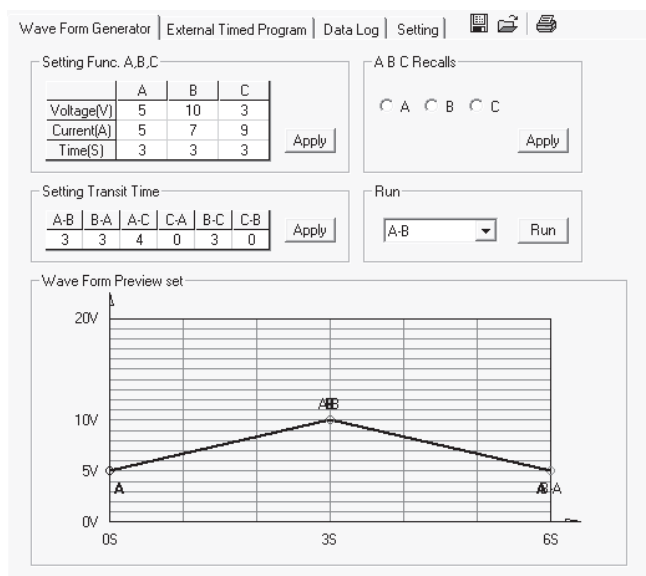 Wave Form Generator External Timed Program Data Log Setting
Setting Func. A,B,C
A B C
Voltage(V) 5 10 3
Current(A) 5 7 9
Time(S) 3 3 3
Apply
A B C Recalls
A B C
Apply
Setting Transit Time
A-B B-A A-C C-A B-C C-B
3 3 4 0 3 0
Apply
Run
A-B
Run
Wave Form Preview set
20V
10V
5V
A
0V
0S 3S 6S